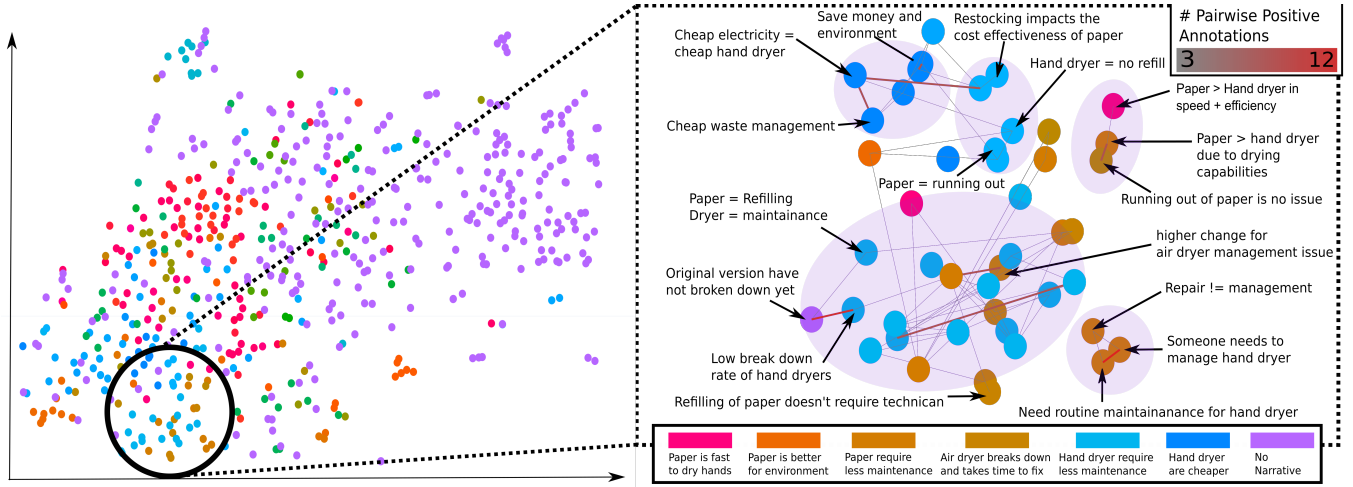 Save money and
environment
Restocking impacts the
cost effectiveness of paper
# Pairwise Positive
Annotations
3 12
Cheap electricity =
cheap hand dryer
Hand dryer = no refill
Paper > Hand dryer in
speed + efficiency
Cheap waste management
Paper > hand dryer
due to drying
capabilities
Paper = running out
Running out of paper is no issue
Paper = Refilling
Dryer = maintainance
higher change for
air dryer management issue
Original version have
not broken down yet
Repair != management
Low break down
rate of hand dryers
Someone needs to
manage hand dryer
Refilling of paper doesn't require technican
Need routine maintainanance for hand dryer
Paper is fast
to dry hands
Paper is better
for environment
Paper require
less maintenance
Air dryer breaks down
and takes time to fix
Hand dryer require
less maintenance
Hand dryer
are cheaper
No
Narrative